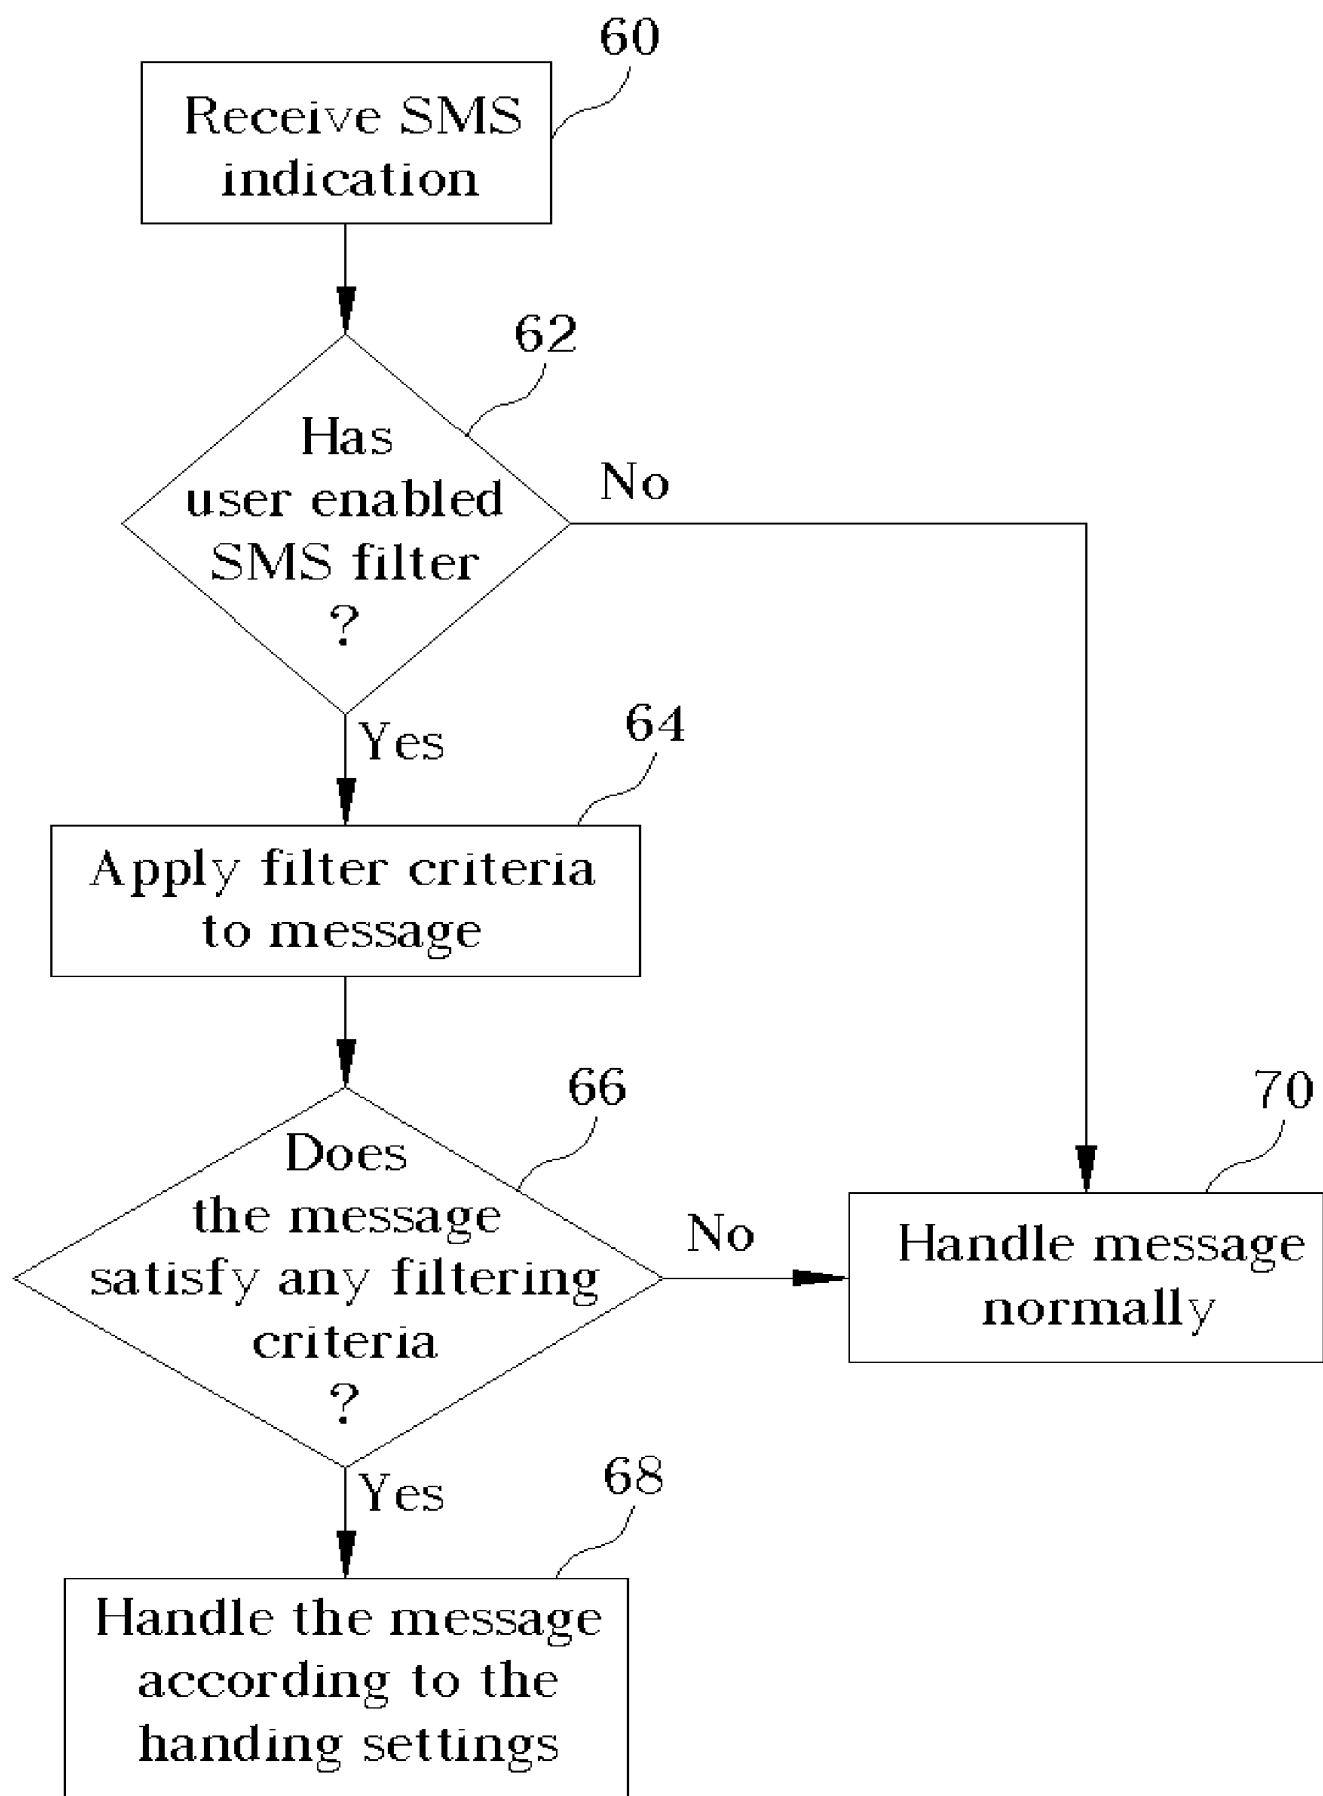 60
Receive SMS
indication
62
Has
user enabled
SMS filter
?
No
Yes
64
Apply filter criteria
to message
66
Does
the message
satisfy any filtering
criteria
?
No
70
Handle message
normally
Yes
68
Handle the message
according to the
handing settings